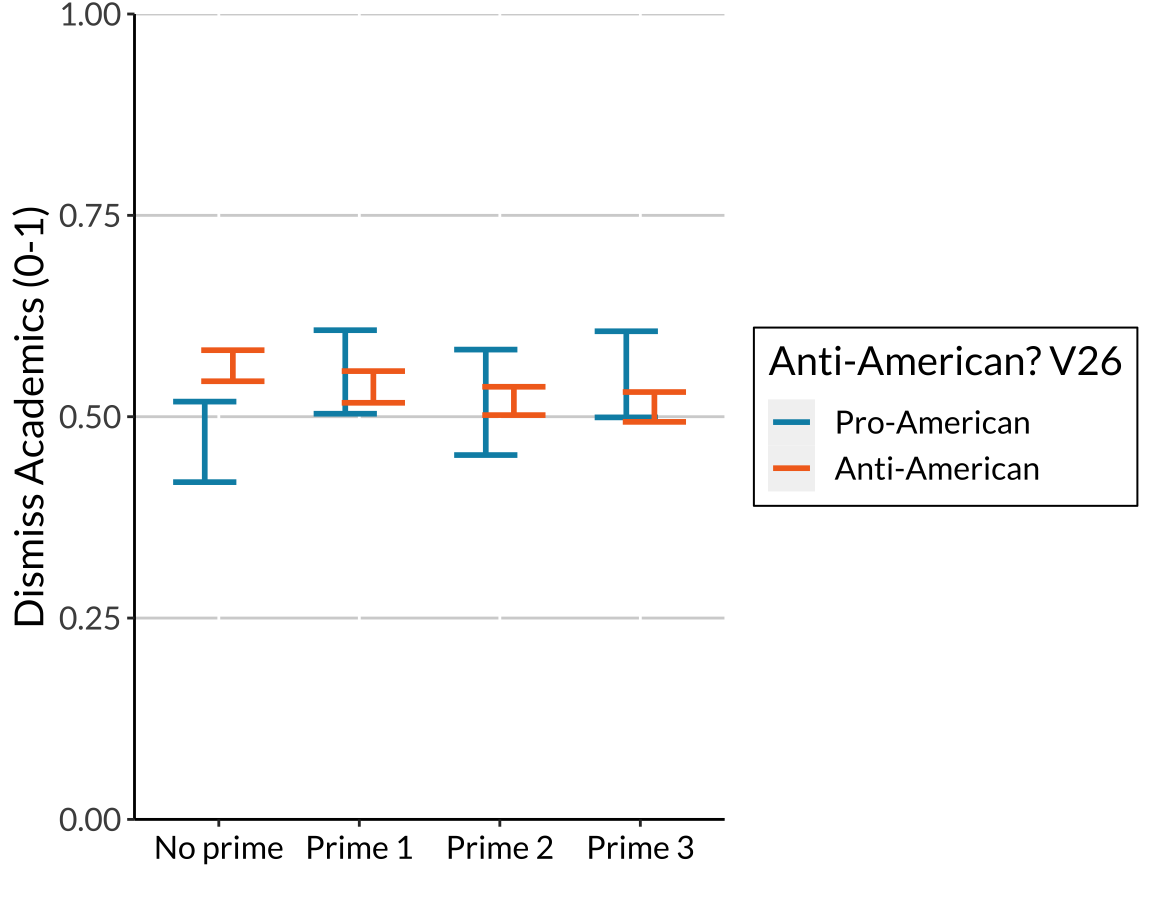 Dismiss Academics (0-1)
1.00
0.75
0.50
0.25
0.00
No prime
Prime 1
Prime 2
Prime 3
Anti-American? V26
Pro-American
Anti-American